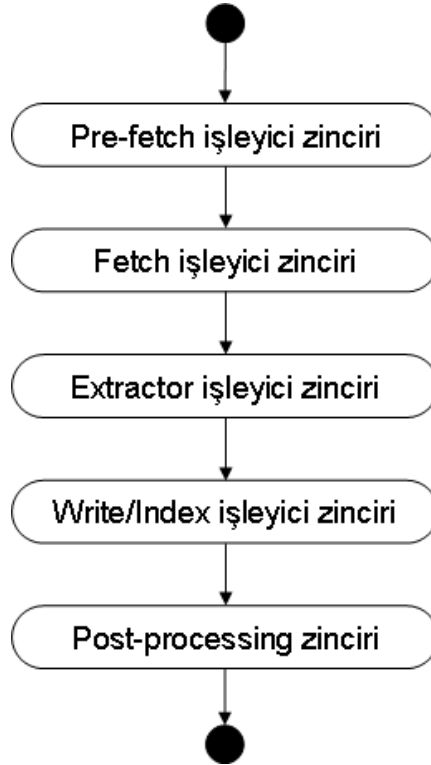 Pre-fetch işleyici zinciri
Fetch işleyici zinciri
Extractor işleyici zinciri
Write/Index işleyici zinciri
Post-processing zinciri